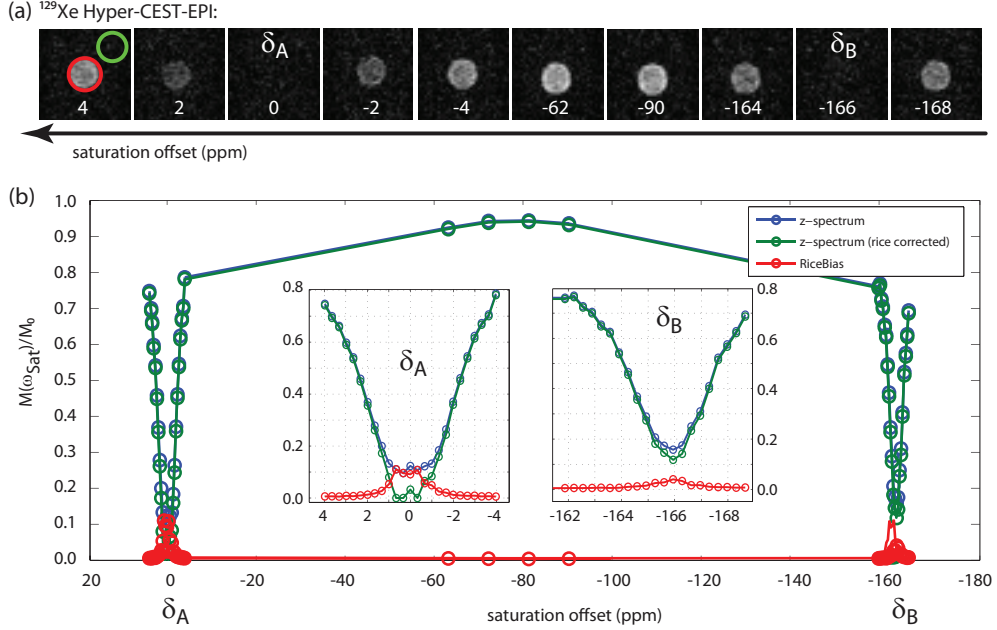 (a) ¹²⁹Xe Hyper-CEST-EPI:
δA δB
4 2 0 -2 -4 -62 -90 -164 -166 -168
saturation offset (ppm)
(b)
z-spectrum
z-spectrum (rice corrected)
RiceBias
M(ωSat)/M₀
1.0
0.9
0.8
0.7
0.6
0.5
0.4
0.3
0.2
0.1
0.0
0.8
0.6
0.4
0.2
0.0
δA
4 2 0 -2 -4
δB
0.8
0.6
0.4
0.2
0.0
-162 -164 -166 -168
20 0 -20 -40 -60 -80 -100 -120 -140 -160 -180
δA saturation offset (ppm) δB